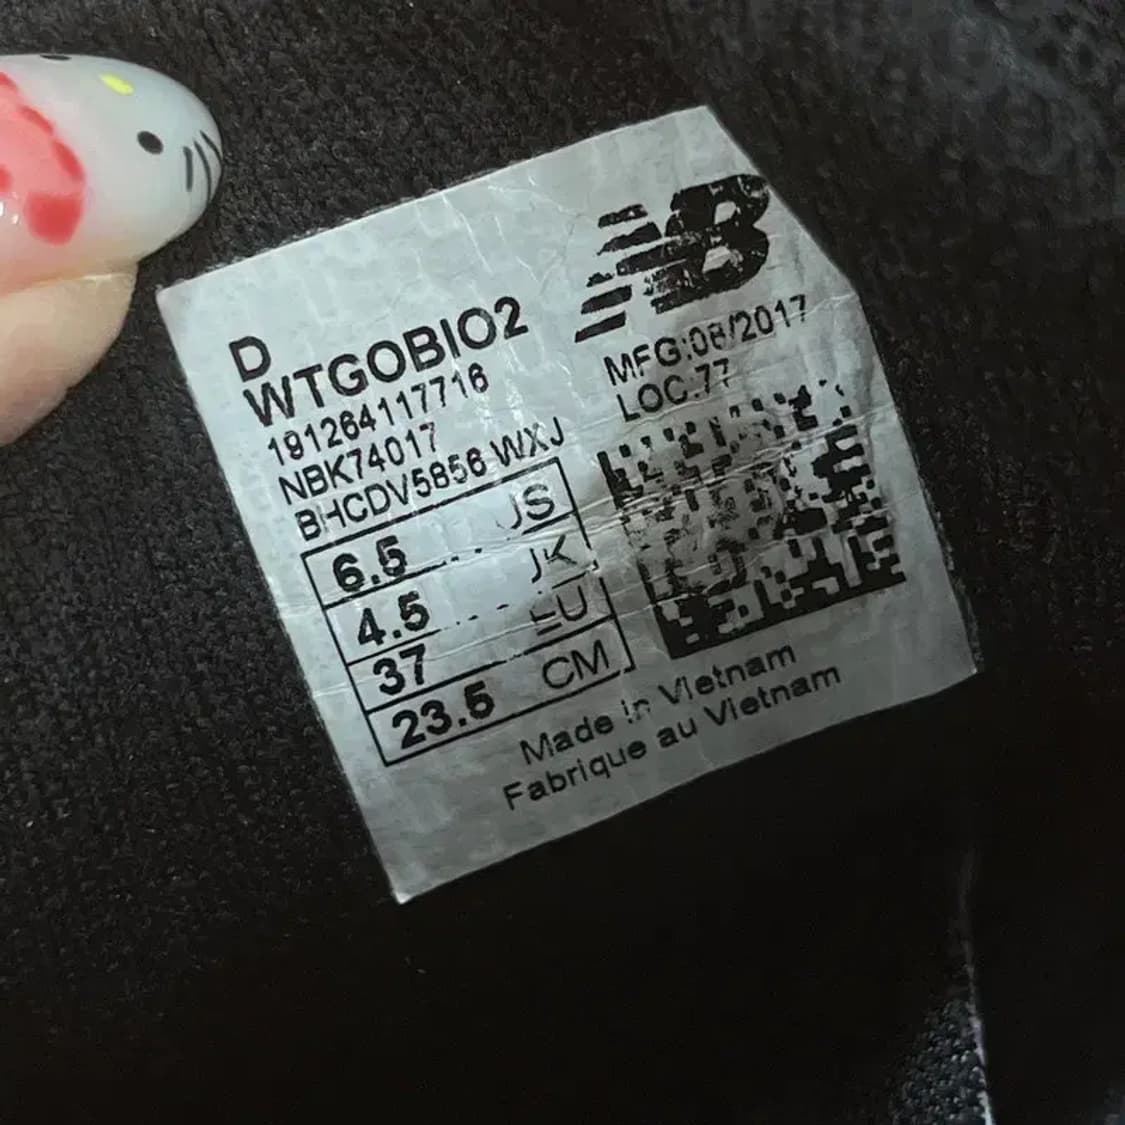 NB
D
WTGOBIO2
191264117716
NBK74017
BHCDV5856 WXJ
6.5 US
4.5 UK
37 EU
23.5 CM
MFG:08/2017
LOC:77
Made in Vietnam
Fabrique au Vietnam